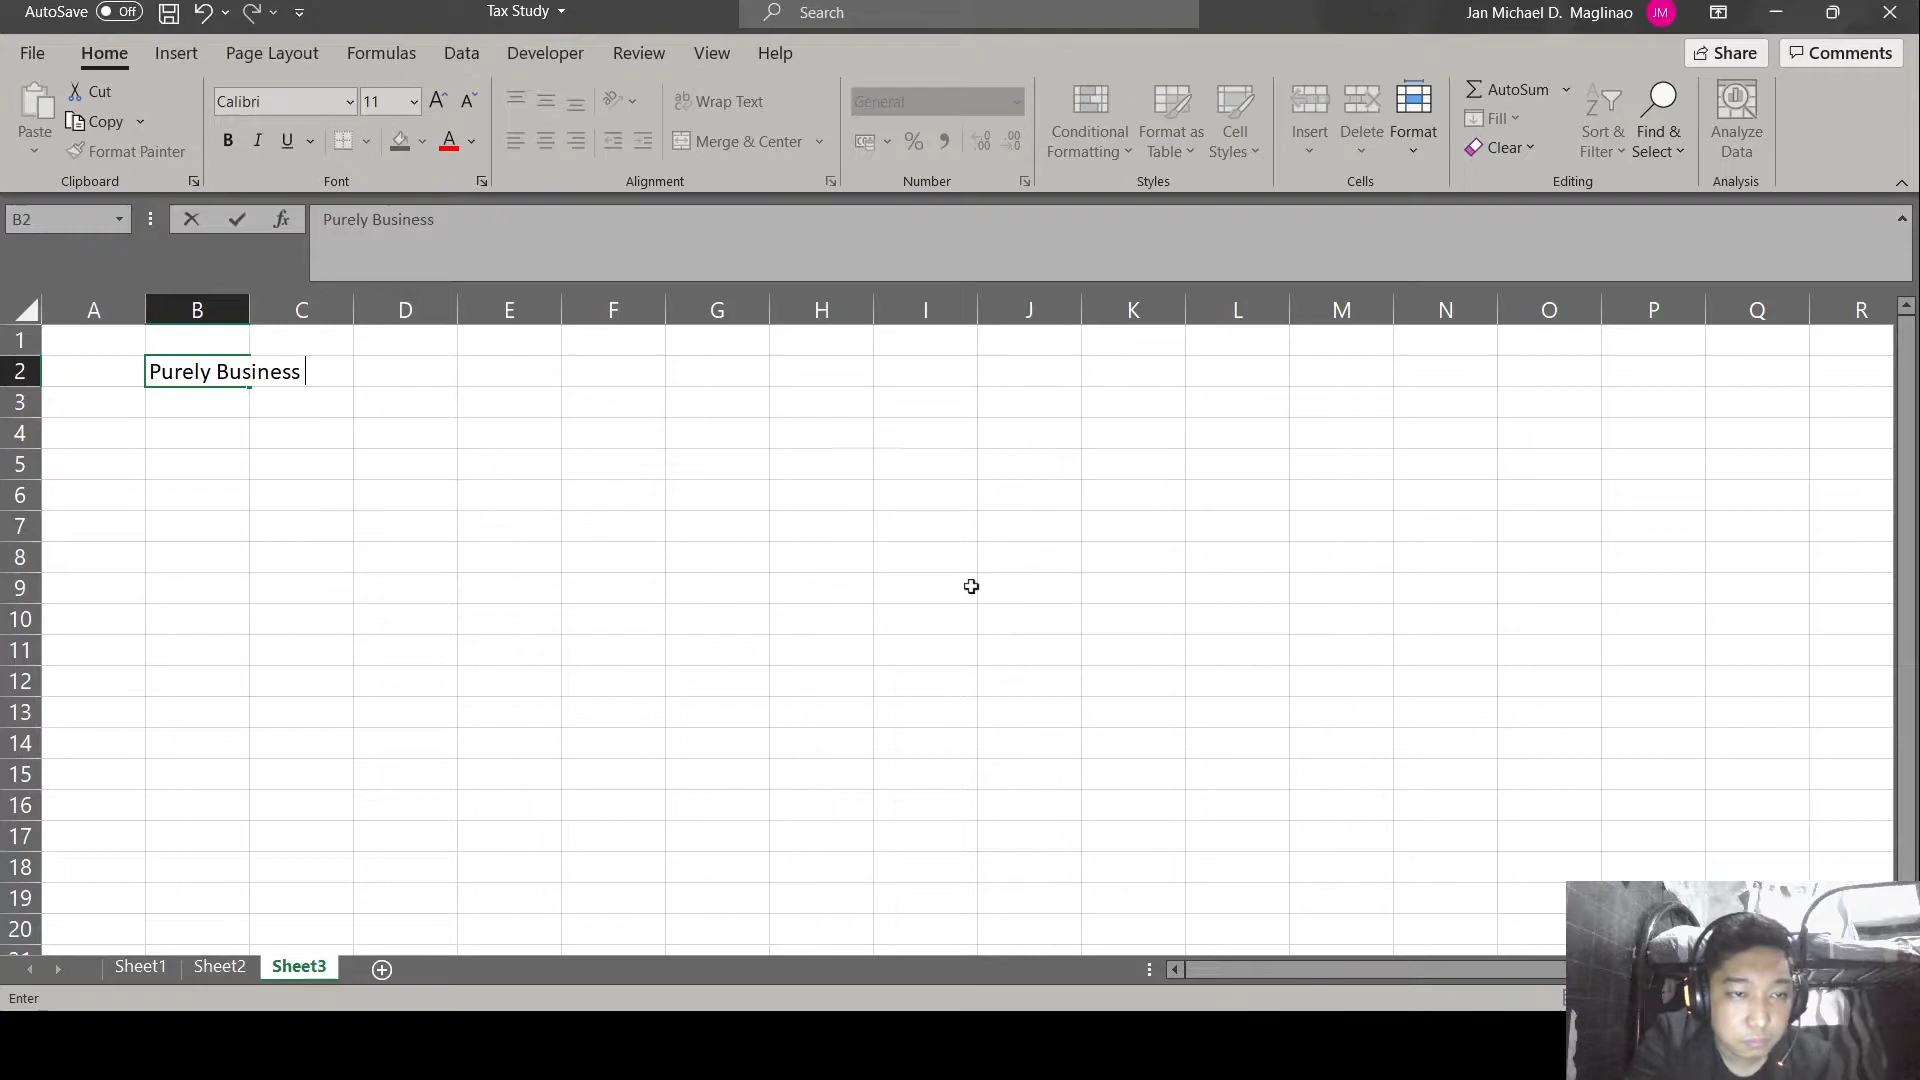 AutoSave Off Tax Study Search Jan Michael D. Maglinao JM
File Home Insert Page Layout Formulas Data Developer Review View Help Share Comments
Paste Cut Copy Format Painter Clipboard
Calibri 11 A A B I U A Font
ab Wrap Text Merge & Center Alignment
General % Number
Conditional Formatting Format as Table Cell Styles Styles
Insert Delete Format Cells
AutoSum Fill Clear Sort & Filter Find & Select Editing
Analyze Data Analysis
B2 fx Purely Business
A B C D E F G H I J K L M N O P Q R
1
2 Purely Business
3
4
5
6
7
8
9
10
11
12
13
14
15
16
17
18
19
20
Sheet1 Sheet2 Sheet3
Enter